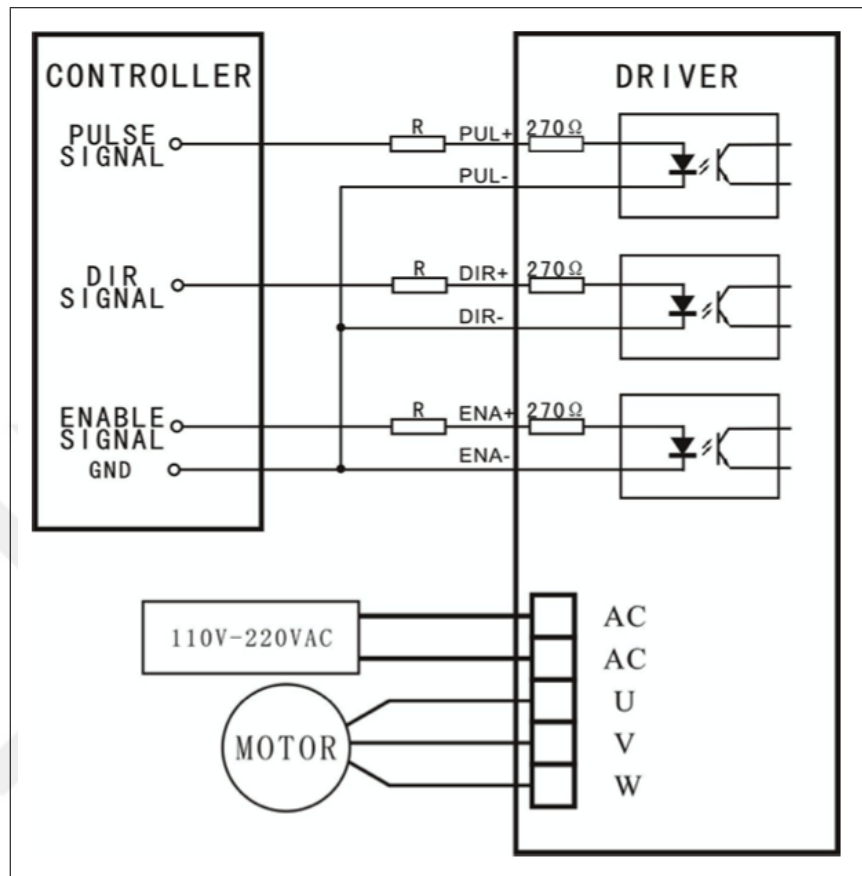 CONTROLLER
DRIVER
PULSE
SIGNAL
R
PUL+
270Ω
PUL-
DIR
SIGNAL
R
DIR+
270Ω
DIR-
ENABLE
SIGNAL
R
ENA+
270Ω
GND
ENA-
110V-220VAC
AC
AC
MOTOR
U
V
W